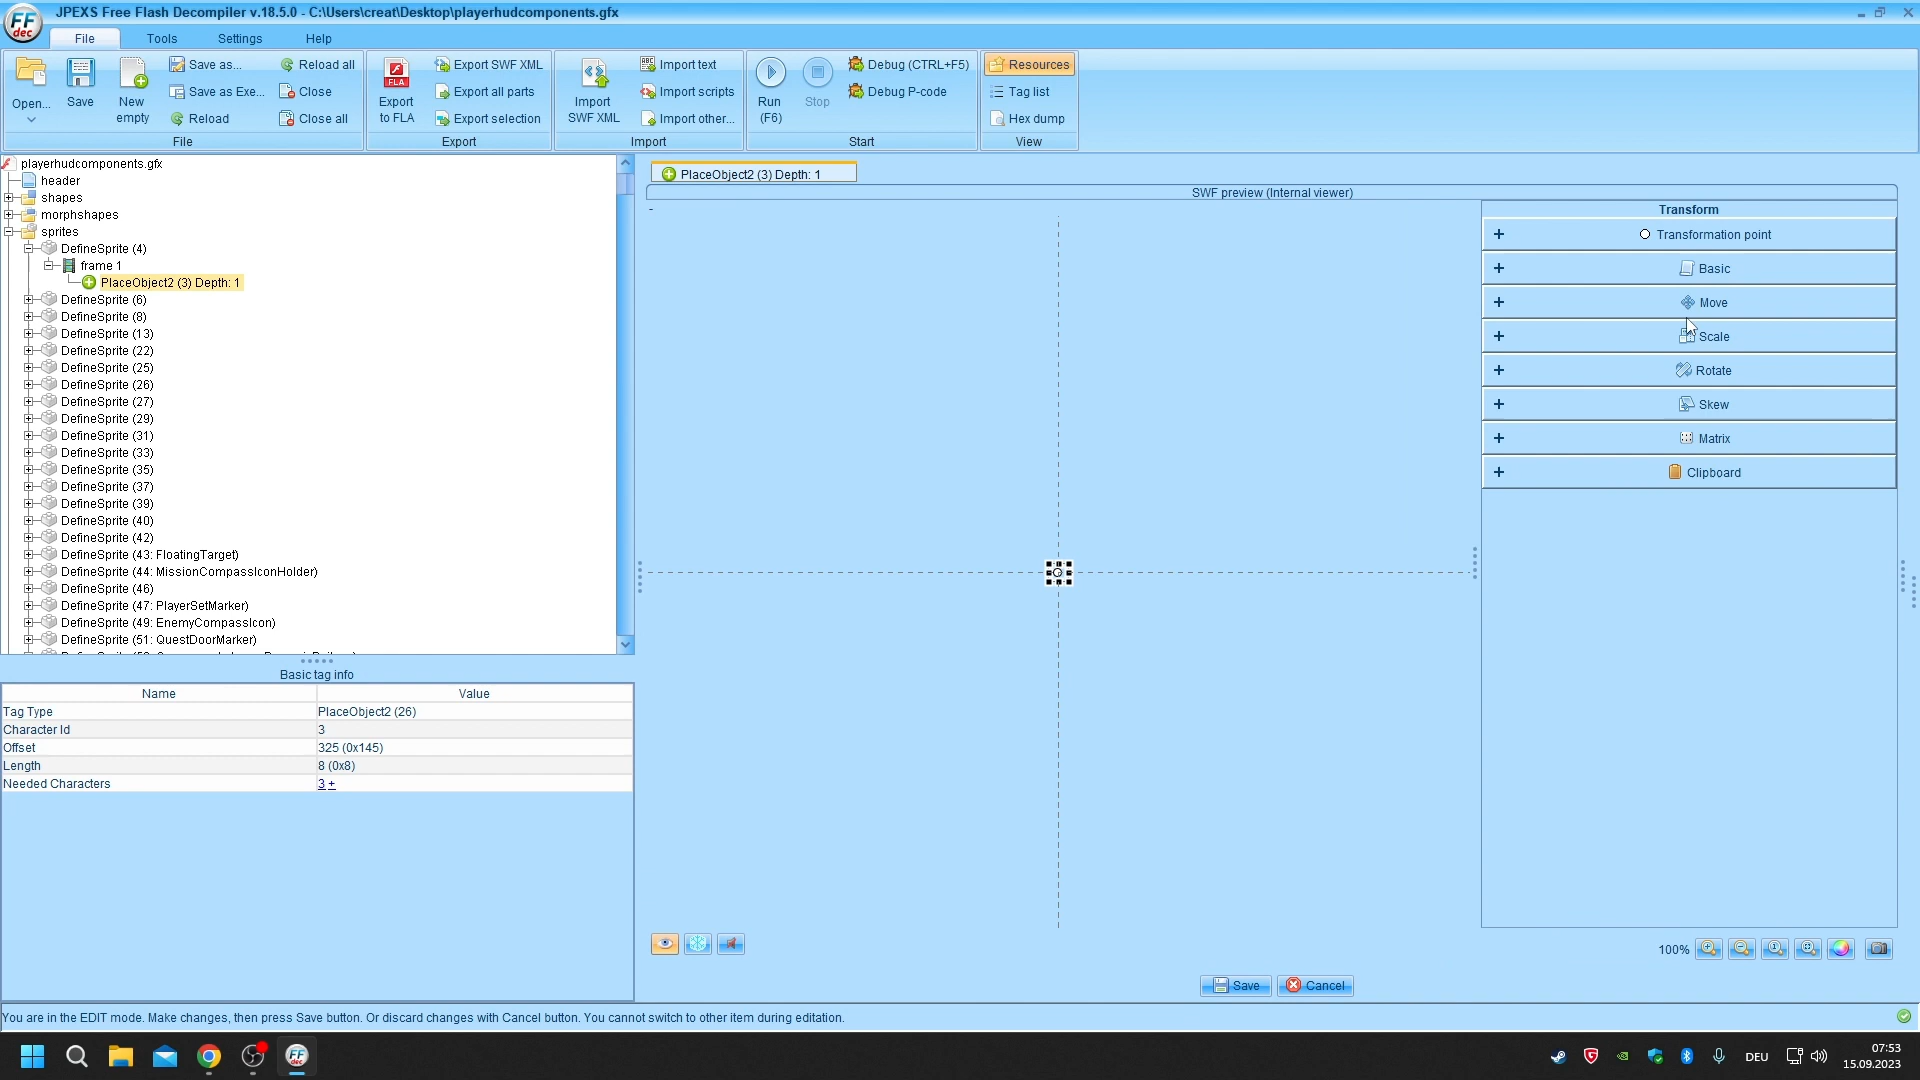 JPEXS Free Flash Decompiler v.18.5.0 - C:\Users\creat\Desktop\playerhudcomponents.gfx
FF
dec
File
Tools
Settings
Help
Open...
Save
New
empty
Save as...
Save as Exe...
Reload
Reload all
Close
Close all
File
FLA
Export
to FLA
Export SWF XML
Export all parts
Export selection
Export
Import
SWF XML
Import text
Import scripts
Import other...
Import
Run
(F6)
Stop
Debug (CTRL+F5)
Debug P-code
Start
Resources
Tag list
Hex dump
View
playerhudcomponents.gfx
header
shapes
morphshapes
sprites
DefineSprite (4)
frame 1
PlaceObject2 (3) Depth: 1
DefineSprite (6)
DefineSprite (8)
DefineSprite (13)
DefineSprite (22)
DefineSprite (25)
DefineSprite (26)
DefineSprite (27)
DefineSprite (29)
DefineSprite (31)
DefineSprite (33)
DefineSprite (35)
DefineSprite (37)
DefineSprite (39)
DefineSprite (40)
DefineSprite (42)
DefineSprite (43: FloatingTarget)
DefineSprite (44: MissionCompassIconHolder)
DefineSprite (46)
DefineSprite (47: PlayerSetMarker)
DefineSprite (49: EnemyCompassIcon)
DefineSprite (51: QuestDoorMarker)
Basic tag info
Name Value
Tag Type PlaceObject2 (26)
Character Id 3
Offset 325 (0x145)
Length 8 (0x8)
Needed Characters 3 +
PlaceObject2 (3) Depth: 1
SWF preview (Internal viewer)
-
Transform
+ Transformation point
+ Basic
+ Move
+ Scale
+ Rotate
+ Skew
+ Matrix
+ Clipboard
100%
Save
Cancel
You are in the EDIT mode. Make changes, then press Save button. Or discard changes with Cancel button. You cannot switch to other item during editation.
FF
dec
DEU
07:53
15.09.2023